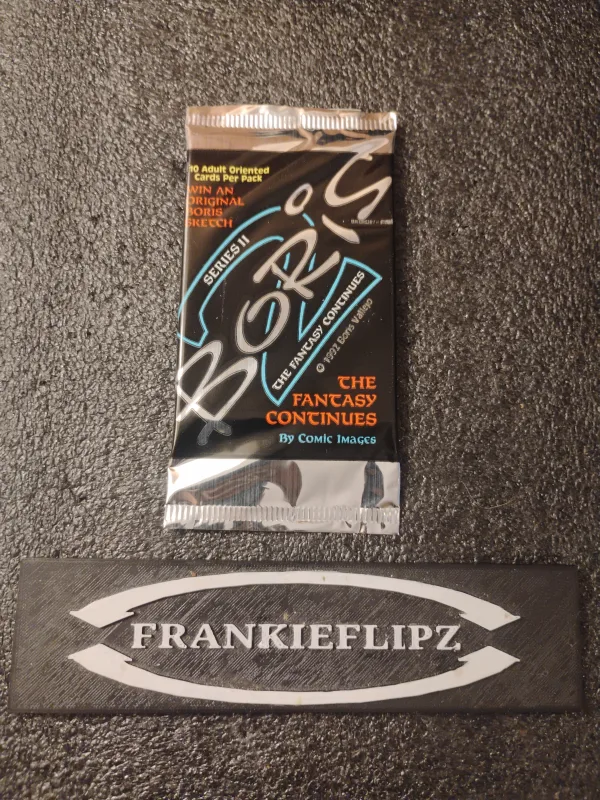 10 Adult Oriented
Cards Per Pack
WIN AN
ORIGINAL
BORIS
SKETCH
SERIES II
BORIS
THE FANTASY CONTINUES
© 1992 Boris Vallejo
THE
FANTASY
CONTINUES
By Comic Images
FRANKIEFLIPZ